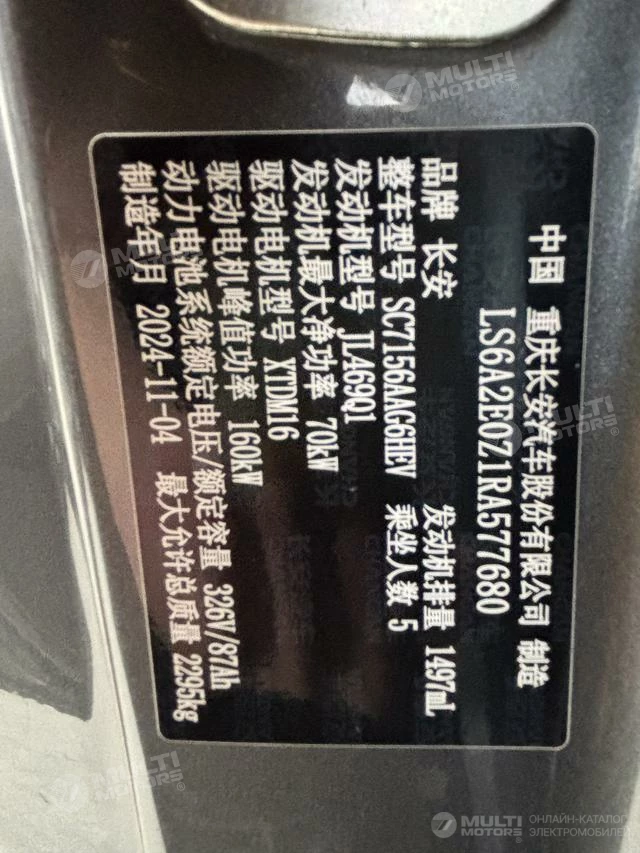 中国 重庆长安汽车股份有限公司 制造
LS6A2E0Z1RA577680
品牌 长安
整车型号 SC7156AAG6HEV 乘坐人数 5
发动机型号 JL469Q1 发动机排量 1497mL
发动机最大净功率 70kW
驱动电机型号 XTDM16
驱动电机峰值功率 160kW
动力电池系统额定电压/额定容量 326V/87Ah
制造年月 2024-11-04 最大允许总质量 2295kg
MULTI MOTORS
MULTI MOTORS
MULTI MOTORS
MULTI MOTORS ОНЛАЙН-КАТАЛОГ ЭЛЕКТРОМОБИЛЕЙ